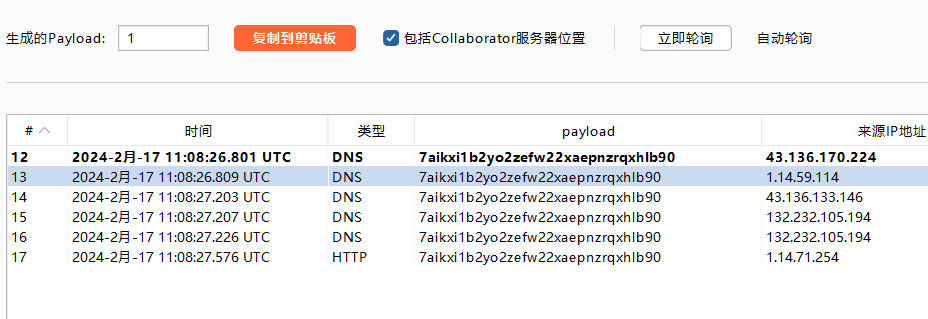 生成的Payload: 1 复制到剪贴板 包括Collaborator服务器位置 立即轮询 自动轮询
# 时间 类型 payload 来源IP地址
12 2024-2月-17 11:08:26.801 UTC DNS 7aikxi1b2yo2zefw22xaepnzrqxhlb90 43.136.170.224
13 2024-2月-17 11:08:26.809 UTC DNS 7aikxi1b2yo2zefw22xaepnzrqxhlb90 1.14.59.114
14 2024-2月-17 11:08:27.203 UTC DNS 7aikxi1b2yo2zefw22xaepnzrqxhlb90 43.136.133.146
15 2024-2月-17 11:08:27.207 UTC DNS 7aikxi1b2yo2zefw22xaepnzrqxhlb90 132.232.105.194
16 2024-2月-17 11:08:27.226 UTC DNS 7aikxi1b2yo2zefw22xaepnzrqxhlb90 132.232.105.194
17 2024-2月-17 11:08:27.576 UTC HTTP 7aikxi1b2yo2zefw22xaepnzrqxhlb90 1.14.71.254